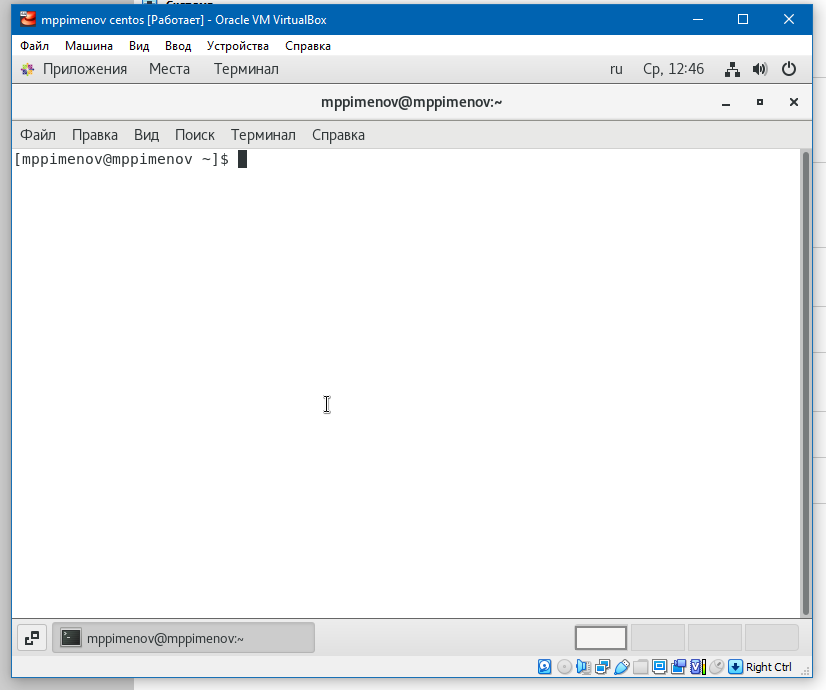 mppimenov centos [Работает] - Oracle VM VirtualBox
Файл Машина Вид Ввод Устройства Справка
Приложения Места Терминал ru Ср, 12:46
mppimenov@mppimenov:~
Файл Правка Вид Поиск Терминал Справка
[mppimenov@mppimenov ~]$
mppimenov@mppimenov:~
Right Ctrl